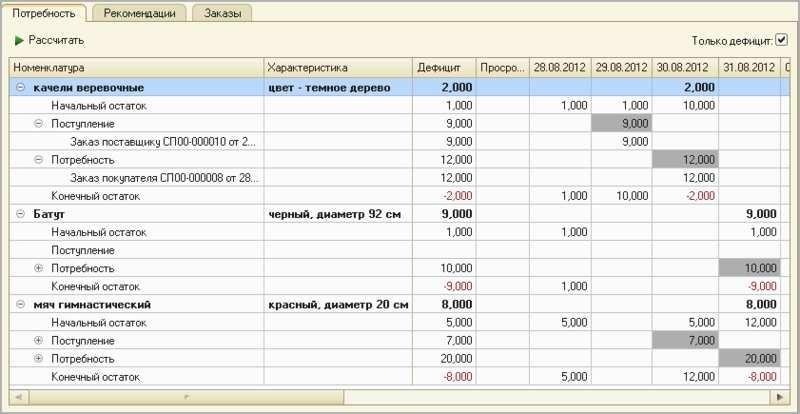 Потребность Рекомендации Заказы
Рассчитать Только дефицит:
Номенклатура Характеристика Дефицит Просро... 28.08.2012 29.08.2012 30.08.2012 31.08.2012 С
качели веревочные цвет - темное дерево 2,000 2,000
Начальный остаток 1,000 1,000 1,000 10,000
Поступление 9,000 9,000
Заказ поставщику СП00-000010 от 2... 9,000 9,000
Потребность 12,000 12,000
Заказ покупателя СП00-000008 от 28... 12,000 12,000
Конечный остаток -2,000 1,000 10,000 -2,000
Батут черный, диаметр 92 см 9,000 9,000
Начальный остаток 1,000 1,000 1,000
Поступление
Потребность 10,000 10,000
Конечный остаток -9,000 1,000 -9,000
мяч гимнастический красный, диаметр 20 см 8,000 8,000
Начальный остаток 5,000 5,000 5,000 12,000
Поступление 7,000 7,000
Потребность 20,000 20,000
Конечный остаток -8,000 5,000 12,000 -8,000